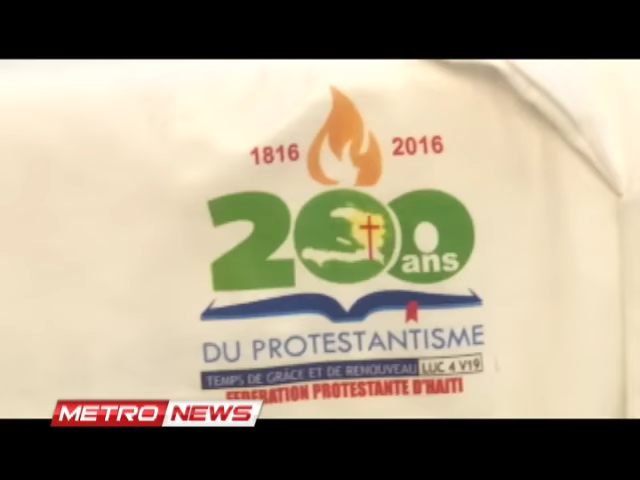 1816 2016
200 ans
DU PROTESTANTISME
TEMPS DE GRÂCE ET DE RENOUVEAU LUC 4 V19
FEDERATION PROTESTANTE D'HAITI
METRO NEWS